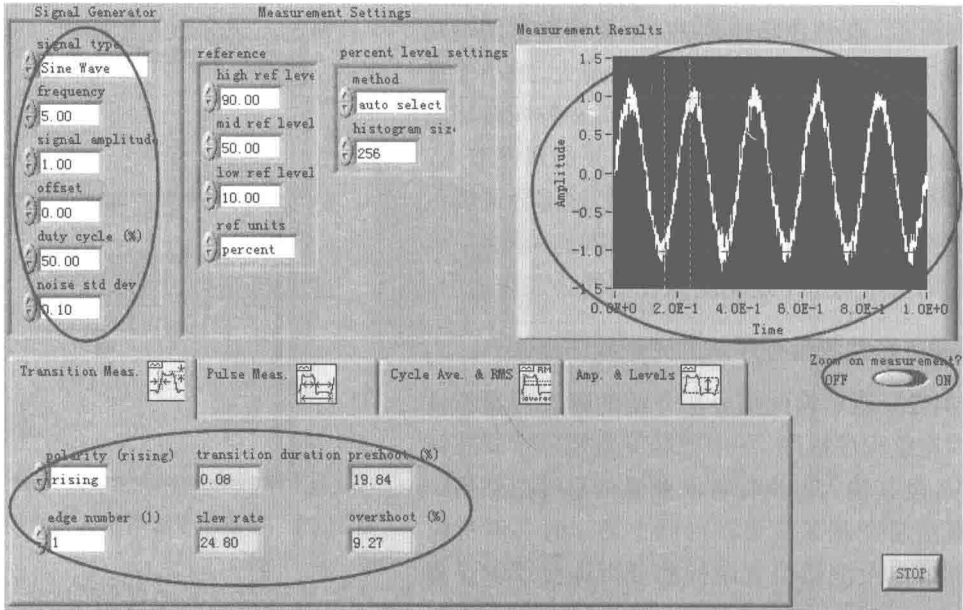 Signal Generator
signal type
Sine Wave
frequency
5.00
signal amplitude
1.00
offset
0.00
duty cycle (%)
50.00
noise std dev
0.10
Measurement Settings
reference
high ref leve
90.00
mid ref level
50.00
low ref level
10.00
ref units
percent
percent level settings
method
auto select
histogram siz
256
Measurement Results
Amplitude
1.5
1.0
0.5
0.0
-0.5
-1.0
-1.5
0.0E+0 2.0E-1 4.0E-1 6.0E-1 8.0E-1 1.0E+0
Time
Zoom on measurement?
OFF ON
Transition Meas.
Pulse Meas.
Cycle Ave. & RMS
RM
Amp. & Levels
polarity (rising)
rising
transition duration
0.08
preshoot (%)
19.84
edge number (1)
1
slew rate
24.80
overshoot (%)
9.27
STOP